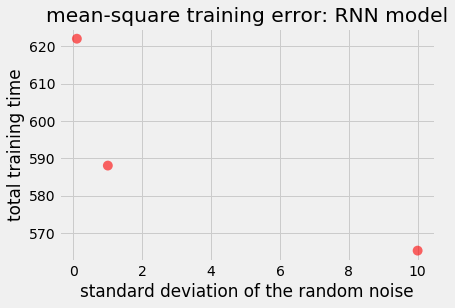 mean-square training error: RNN model
total training time
620
610
600
590
580
570
0 2 4 6 8 10
standard deviation of the random noise